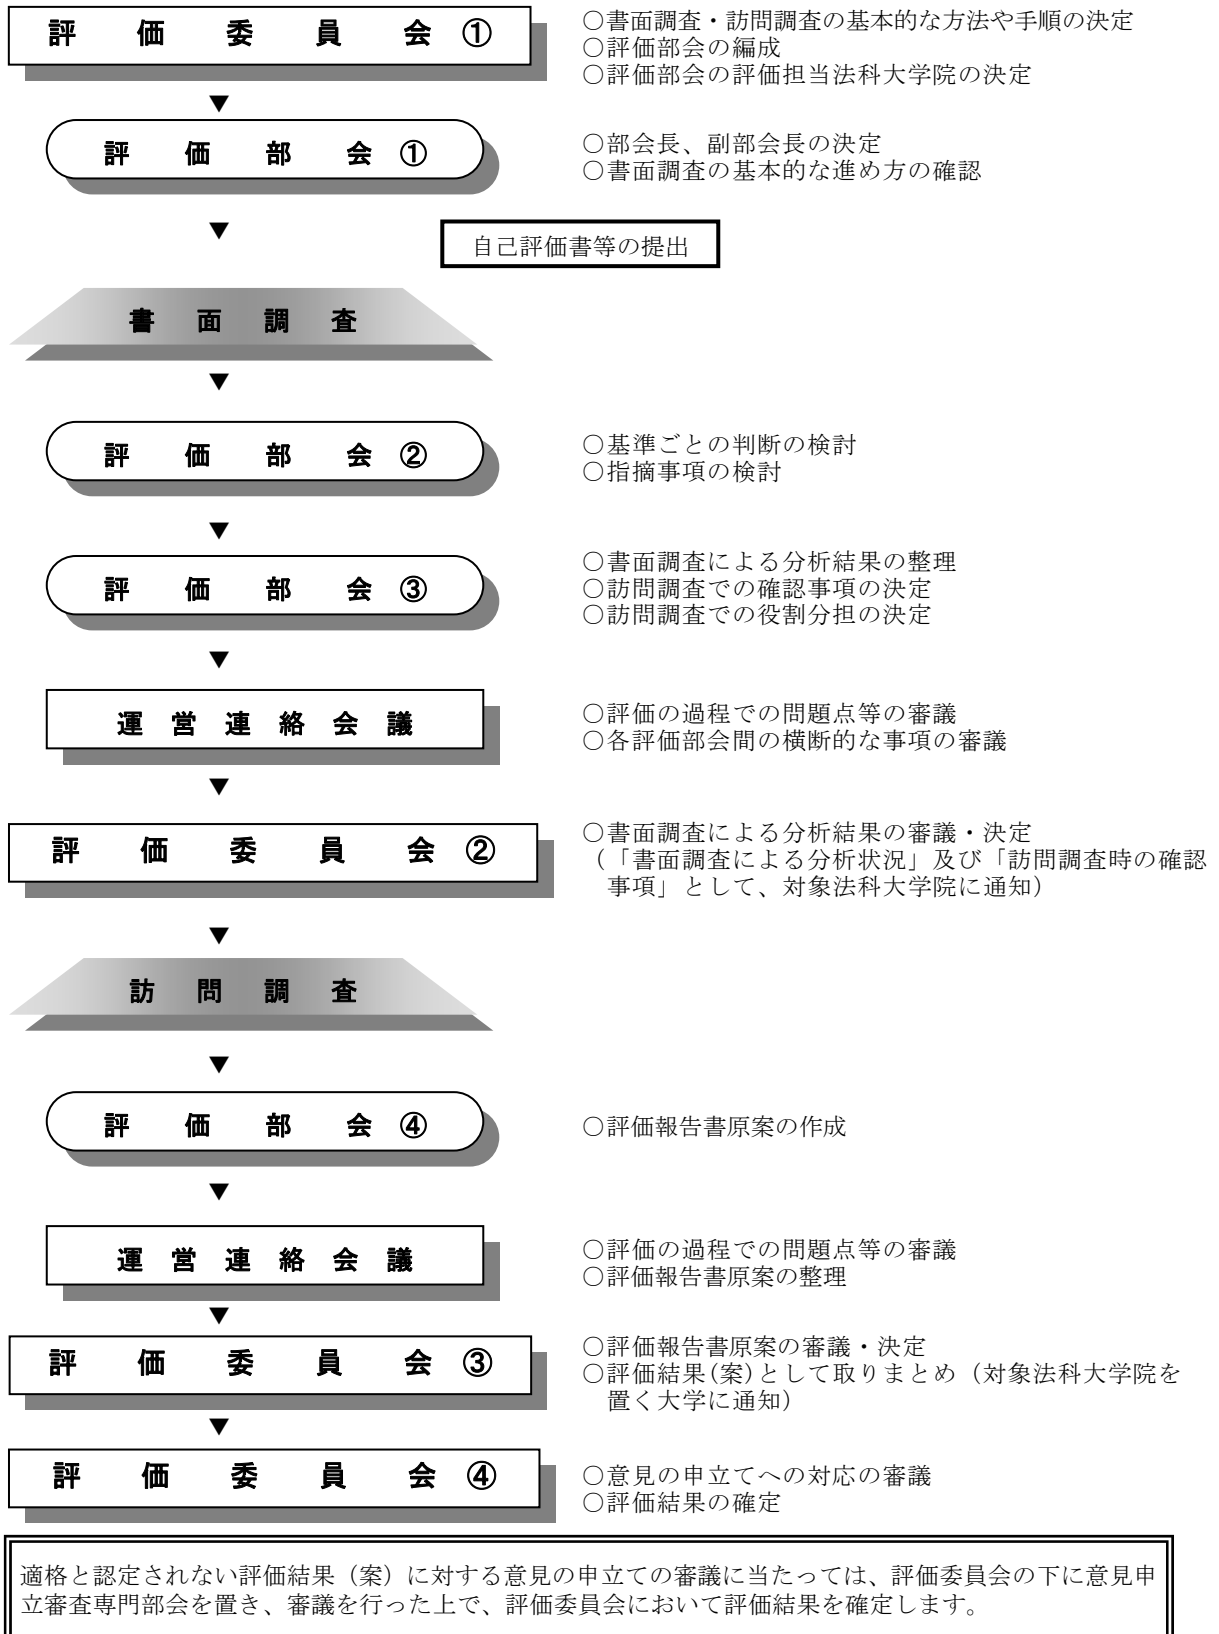 評価委員会①
○書面調査・訪問調査の基本的な方法や手順の決定
○評価部会の編成
○評価部会の評価担当法科大学院の決定
▼
評価部会①
○部会長、副部会長の決定
○書面調査の基本的な進め方の確認
▼
自己評価書等の提出
書面調査
▼
評価部会②
○基準ごとの判断の検討
○指摘事項の検討
▼
評価部会③
○書面調査による分析結果の整理
○訪問調査での確認事項の決定
○訪問調査での役割分担の決定
▼
運営連絡会議
○評価の過程での問題点等の審議
○各評価部会間の横断的な事項の審議
▼
評価委員会②
○書面調査による分析結果の審議・決定
（「書面調査による分析状況」及び「訪問調査時の確認
事項」として、対象法科大学院に通知）
▼
訪問調査
▼
評価部会④
○評価報告書原案の作成
▼
運営連絡会議
○評価の過程での問題点等の審議
○評価報告書原案の整理
▼
評価委員会③
○評価報告書原案の審議・決定
○評価結果(案)として取りまとめ（対象法科大学院を
置く大学に通知）
▼
評価委員会④
○意見の申立てへの対応の審議
○評価結果の確定
適格と認定されない評価結果（案）に対する意見の申立ての審議に当たっては、評価委員会の下に意見申
立審査専門部会を置き、審議を行った上で、評価委員会において評価結果を確定します。